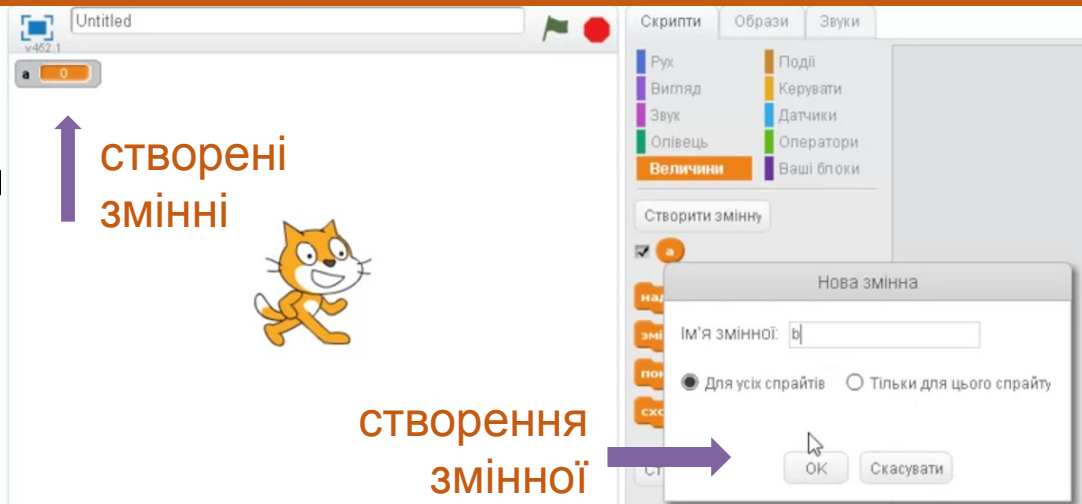 Untitled
v462.1
a 0
створені
змінні
створення
змінної
Скрипти Образи Звуки
Рух Події
Вигляд Керувати
Звук Датчики
Олівець Оператори
Величини Ваші блоки
Створити змінну
a
Нова змінна
Ім'я змінної: b
Для усіх спрайтів Тільки для цього спрайту
OK Скасувати